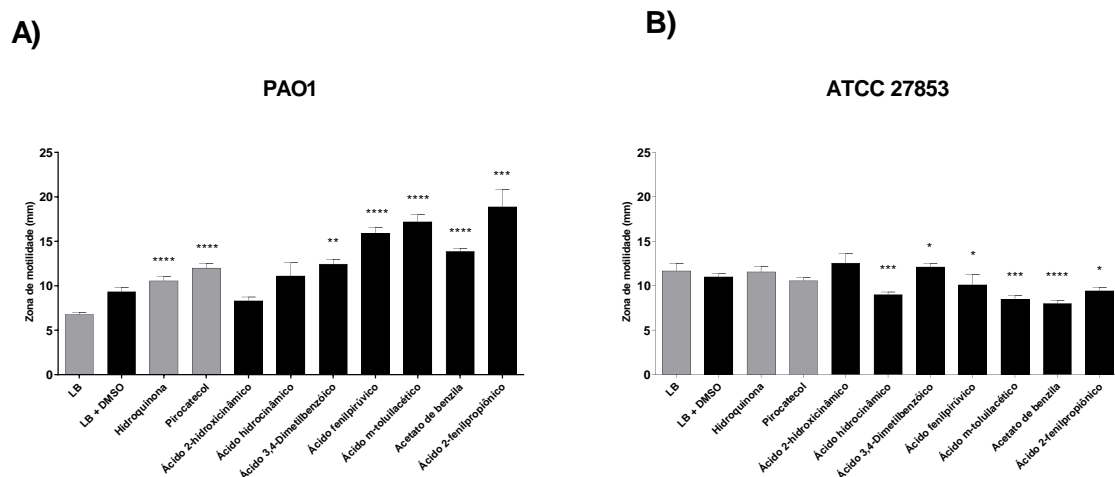 A)
PAO1
Zona de motilidade (mm)
25
20
15
10
5
0
****
****
**
****
****
****
***
LB
LB + DMSO
Hidroquinona
Pirocatecol
Ácido 2-hidroxicinâmico
Ácido hidrocinâmico
Ácido 3,4-Dimetilbenzóico
Ácido fenilpirúvico
Ácido m-toluilacético
Acetato de benzila
Ácido 2-fenilpropiônico
B)
ATCC 27853
Zona de motilidade (mm)
25
20
15
10
5
0
***
*
*
***
****
*
LB
LB + DMSO
Hidroquinona
Pirocatecol
Ácido 2-hidroxicinâmico
Ácido hidrocinâmico
Ácido 3,4-Dimetilbenzóico
Ácido fenilpirúvico
Ácido m-toluilacético
Acetato de benzila
Ácido 2-fenilpropiônico